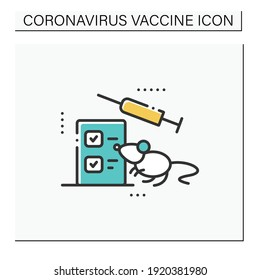 CORONAVIRUS VACCINE ICON
shutterstock.com · 1920381980